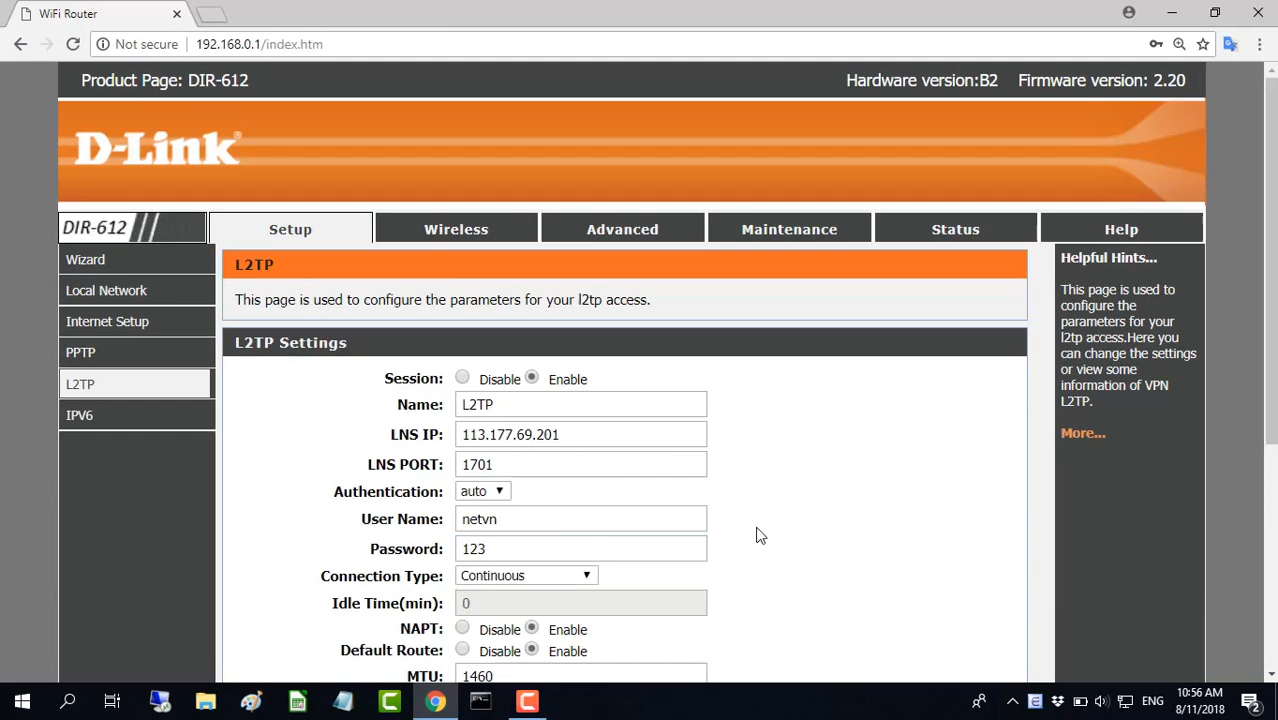 WiFi Router
Not secure 192.168.0.1/index.htm
Product Page: DIR-612 Hardware version:B2 Firmware version: 2.20
D-Link®
DIR-612 Setup Wireless Advanced Maintenance Status Help
Wizard
Local Network
Internet Setup
PPTP
L2TP
IPV6
L2TP
This page is used to configure the parameters for your l2tp access.
L2TP Settings
Session: Disable Enable
Name: L2TP
LNS IP: 113.177.69.201
LNS PORT: 1701
Authentication: auto
User Name: netvn
Password: 123
Connection Type: Continuous
Idle Time(min): 0
NAPT: Disable Enable
Default Route: Disable Enable
MTU: 1460
Helpful Hints...
This page is used to
configure the
parameters for your
l2tp access.Here you
can change the settings
or view some
information of VPN
L2TP.
More...
ENG
10:56 AM
8/11/2018
2